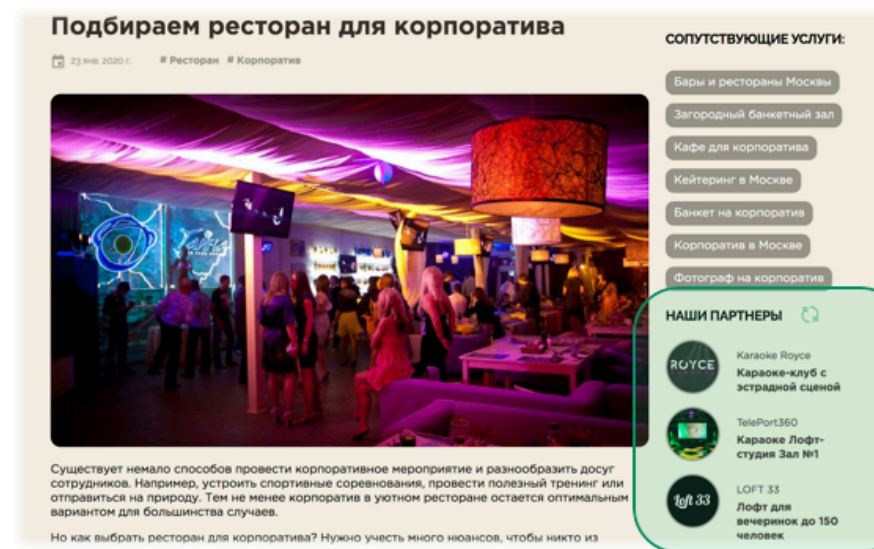 Подбираем ресторан для корпоратива
23 янв. 2020 г. # Ресторан # Корпоратив
Существует немало способов провести корпоративное мероприятие и разнообразить досуг
сотрудников. Например, устроить спортивные соревнования, провести полезный тренинг или
отправиться на природу. Тем не менее корпоратив в уютном ресторане остается оптимальным
вариантом для большинства случаев.
Но как выбрать ресторан для корпоратива? Нужно учесть много нюансов, чтобы никто из
СОПУТСТВУЮЩИЕ УСЛУГИ:
Бары и рестораны Москвы
Загородный банкетный зал
Кафе для корпоратива
Кейтеринг в Москве
Банкет на корпоратив
Корпоратив в Москве
Фотограф на корпоратив
НАШИ ПАРТНЕРЫ
ROYCE
Karaoke Royce
Караоке-клуб с
эстрадной сценой
TelePort360
Караоке Лофт-
студия Зал №1
Loft 33
LOFT 33
Лофт для
вечеринок до 150
человек